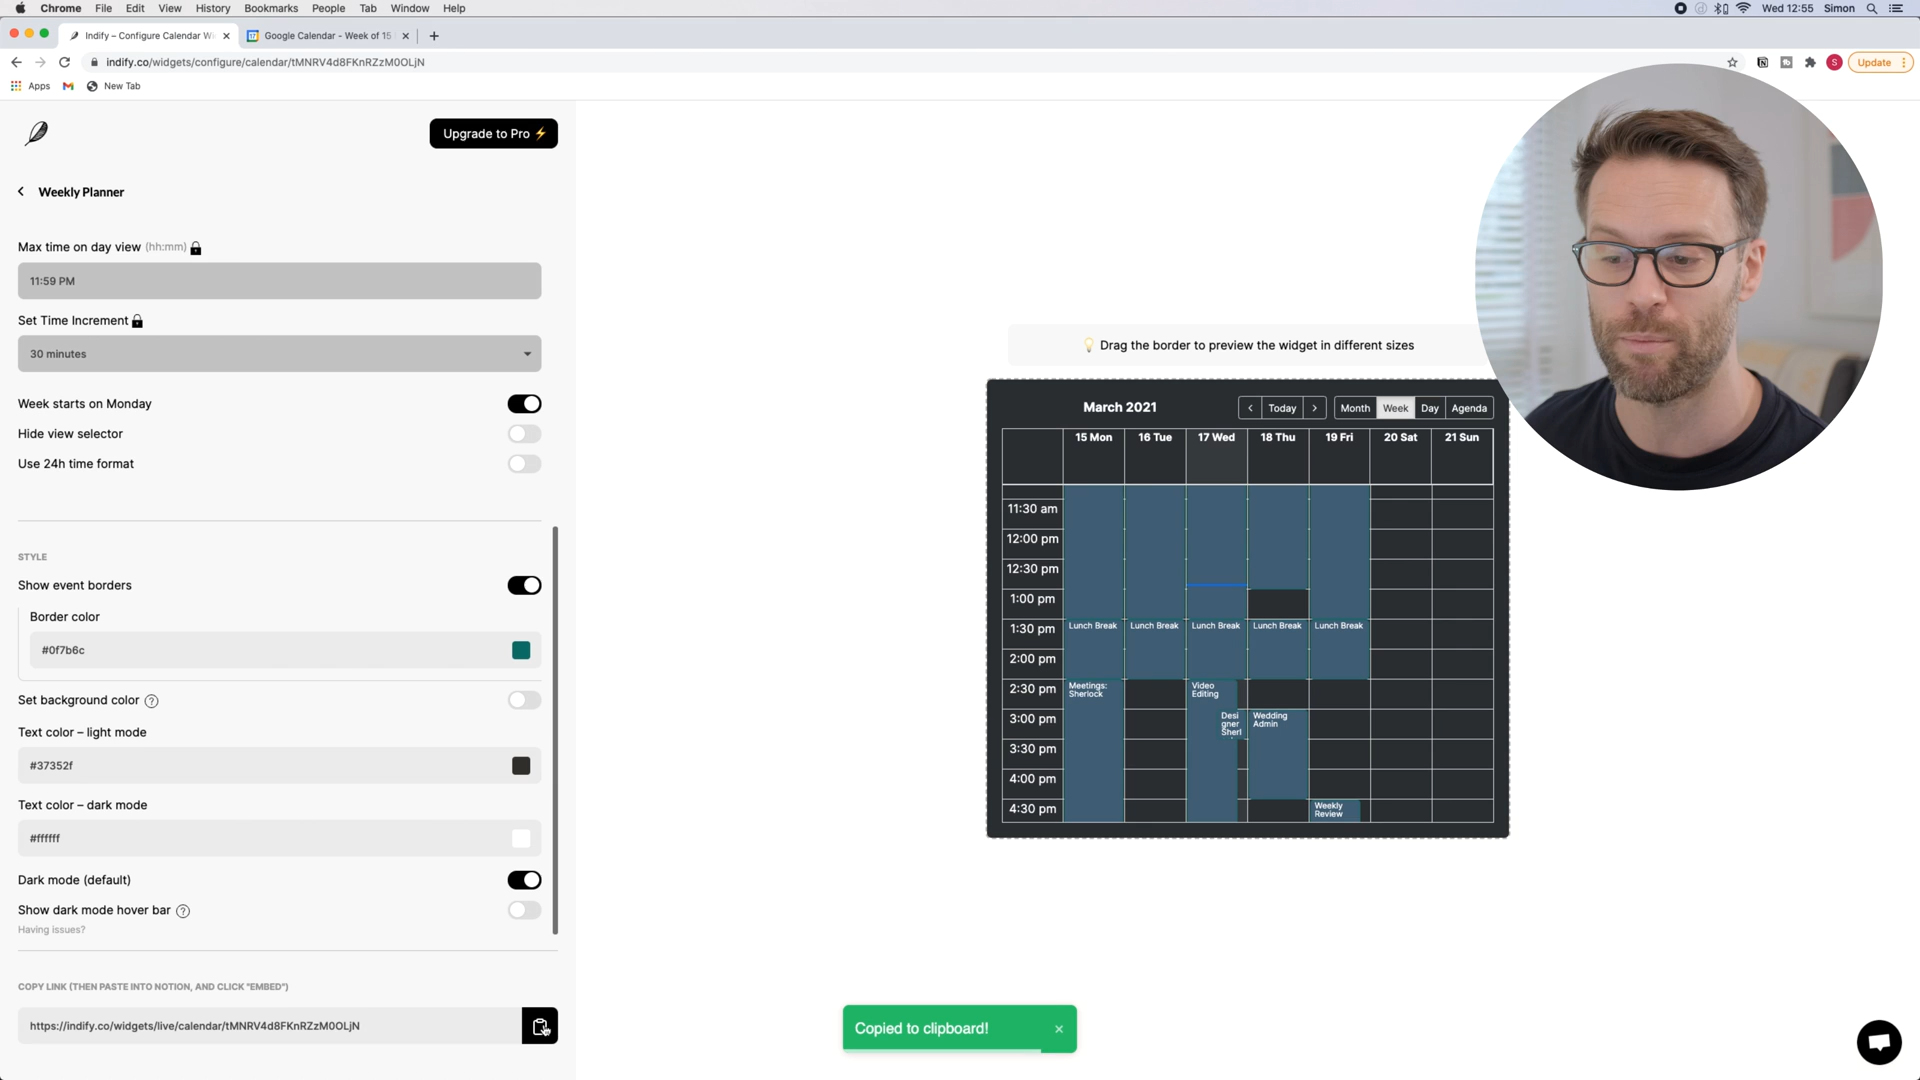 Chrome File Edit View History Bookmarks People Tab Window Help
Wed 12:55 Simon
Indify – Configure Calendar Wi
Google Calendar - Week of 15
indify.co/widgets/configure/calendar/tMNRV4d8FKnRZzM0OLjN
S
Update
Apps
New Tab
Upgrade to Pro
Weekly Planner
Max time on day view (hh:mm)
11:59 PM
Set Time Increment
30 minutes
Week starts on Monday
Hide view selector
Use 24h time format
STYLE
Show event borders
Border color
#0f7b6c
Set background color ?
Text color – light mode
#37352f
Text color – dark mode
#ffffff
Dark mode (default)
Show dark mode hover bar ?
Having issues?
COPY LINK (THEN PASTE INTO NOTION, AND CLICK "EMBED")
https://indify.co/widgets/live/calendar/tMNRV4d8FKnRZzM0OLjN
Drag the border to preview the widget in different sizes
March 2021
< Today >
Month Week Day Agenda
15 Mon 16 Tue 17 Wed 18 Thu 19 Fri 20 Sat 21 Sun
11:30 am
12:00 pm
12:30 pm
1:00 pm
1:30 pm Lunch Break Lunch Break Lunch Break Lunch Break Lunch Break
2:00 pm
2:30 pm
Meetings:
Sherlock
Video
Editing
3:00 pm
Desi
gner
Sherl
Wedding
Admin
3:30 pm
4:00 pm
4:30 pm
Weekly
Review
Copied to clipboard!